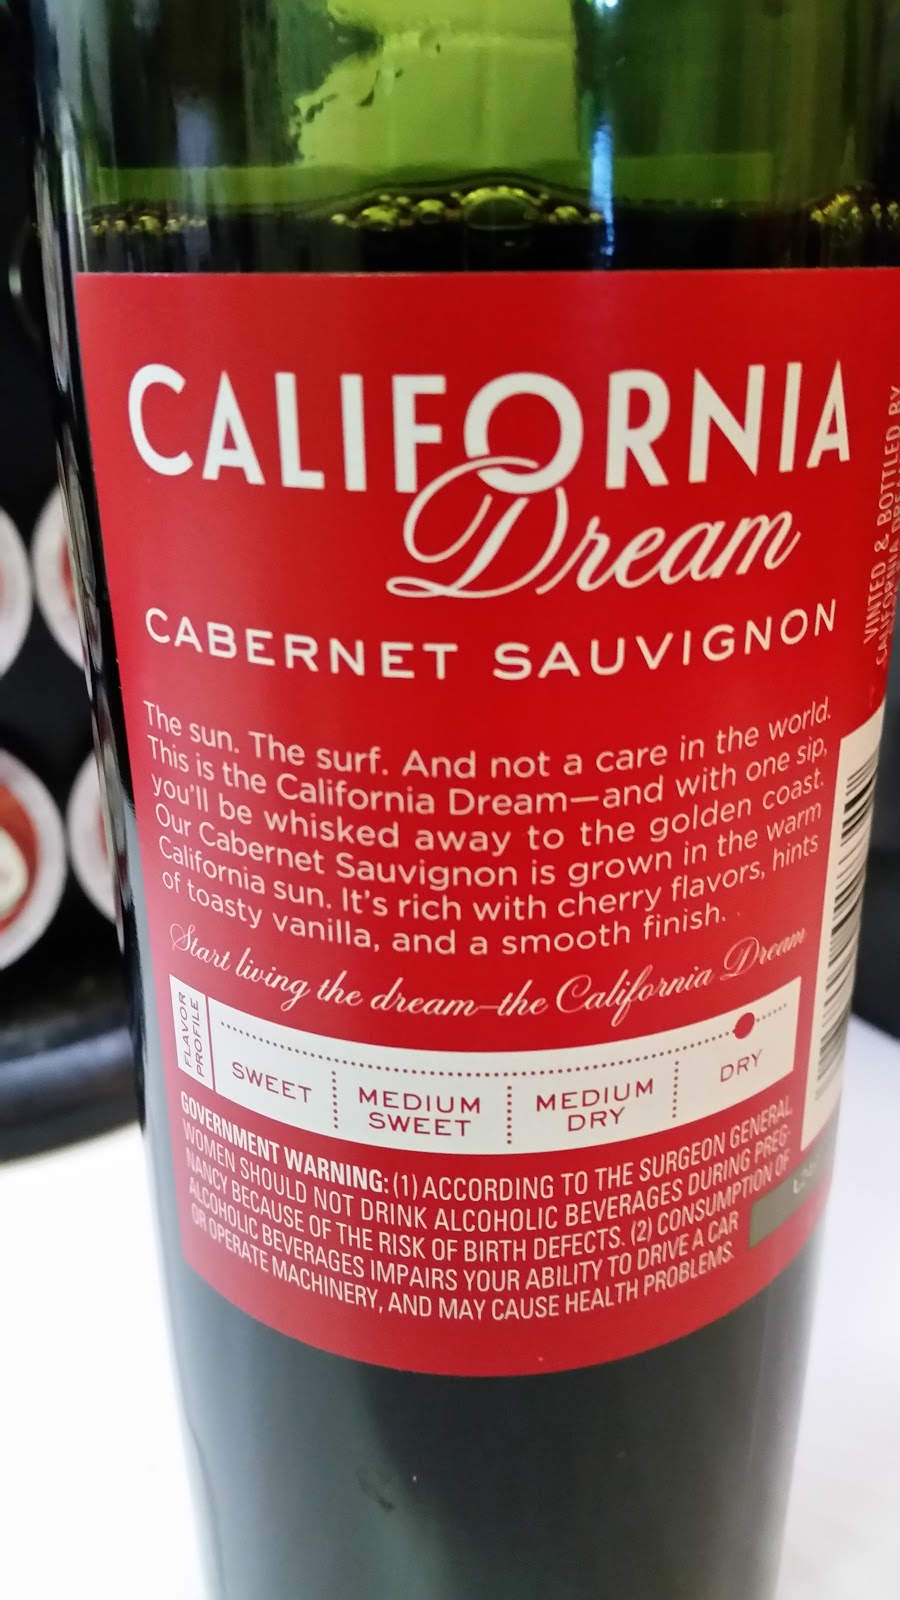 CALIFORNIA
Dream
CABERNET SAUVIGNON
The sun. The surf. And not a care in the world.
This is the California Dream—and with one sip,
you'll be whisked away to the golden coast.
Our Cabernet Sauvignon is grown in the warm
California sun. It's rich with cherry flavors, hints
of toasty vanilla, and a smooth finish.
Start living the dream—the California Dream
FLAVOR
PROFILE
SWEET
MEDIUM
SWEET
MEDIUM
DRY
DRY
GOVERNMENT WARNING: (1) ACCORDING TO THE SURGEON GENERAL
WOMEN SHOULD NOT DRINK ALCOHOLIC BEVERAGES DURING PREG-
NANCY BECAUSE OF THE RISK OF BIRTH DEFECTS. (2) CONSUMPTION OF
ALCOHOLIC BEVERAGES IMPAIRS YOUR ABILITY TO DRIVE A CAR
OR OPERATE MACHINERY, AND MAY CAUSE HEALTH PROBLEMS.
VINTED & BOTTLED BY
CALIFORNIA